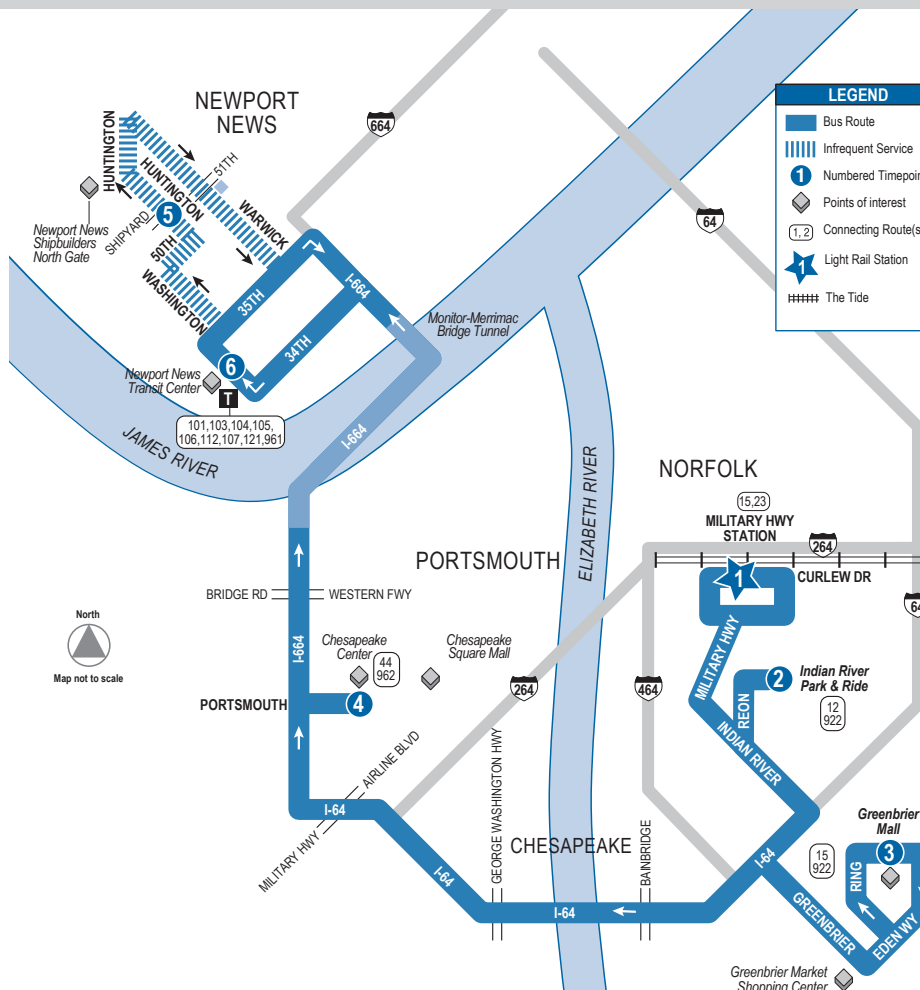 NEWPORT
NEWS
664
64
LEGEND
Bus Route
Infrequent Service
1
Numbered Timepoin
Points of interest
1, 2
Connecting Route(s
1
Light Rail Station
The Tide
HUNTINGTON
HUNTINGTON
51TH
WARWICK
5
SHIPYARD
50TH
WASHINGTON
Newport News
Shipbuilders
North Gate
35TH
34TH
I-664
Monitor-Merrimac
Bridge Tunnel
6
Newport News
Transit Center
T
101,103,104,105,
106,112,107,121,961
JAMES RIVER
I-664
ELIZABETH RIVER
NORFOLK
15,23
MILITARY HWY
STATION
264
1
CURLEW DR
64
PORTSMOUTH
BRIDGE RD
WESTERN FWY
North
Map not to scale
I-664
Chesapeake
Center
44
962
Chesapeake
Square Mall
PORTSMOUTH
4
264
464
MILITARY HWY
REON
2
Indian River
Park & Ride
12
922
INDIAN RIVER
AIRLINE BLVD
MILITARY HWY
I-64
I-64
GEORGE WASHINGTON HWY
CHESAPEAKE
BAINBRIDGE
I-64
I-64
15
922
Greenbrier
Mall
3
RING
GREENBRIER
EDEN WY
Greenbrier Market
Shopping Center